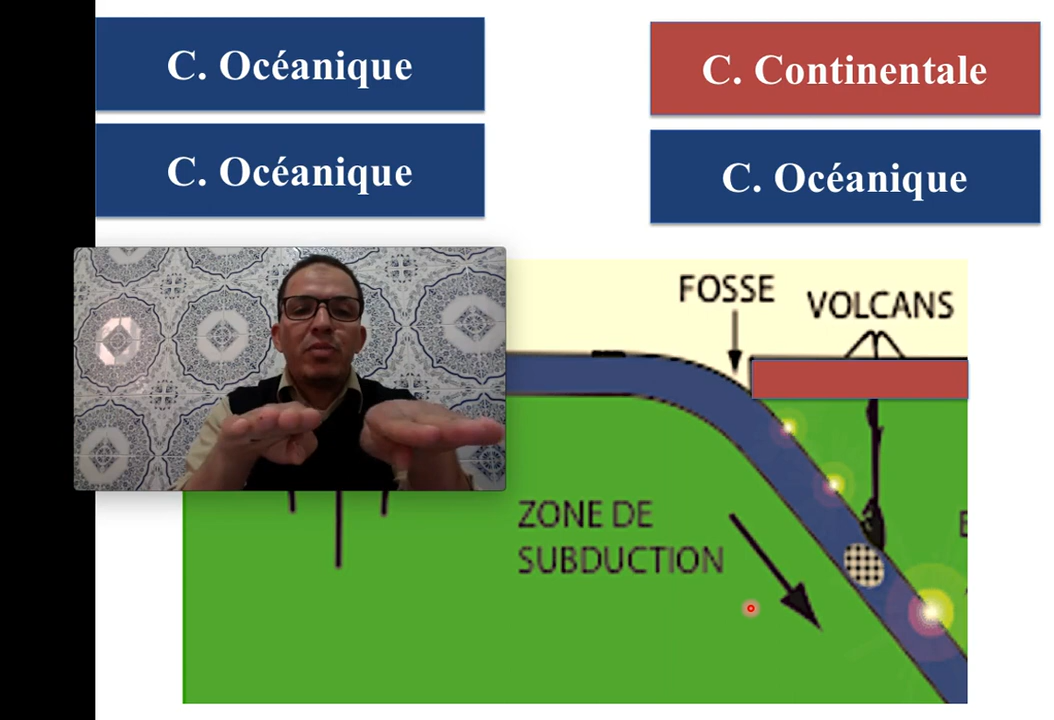 C. Océanique
C. Océanique
C. Continentale
C. Océanique
FOSSE
VOLCANS
ZONE DE
SUBDUCTION